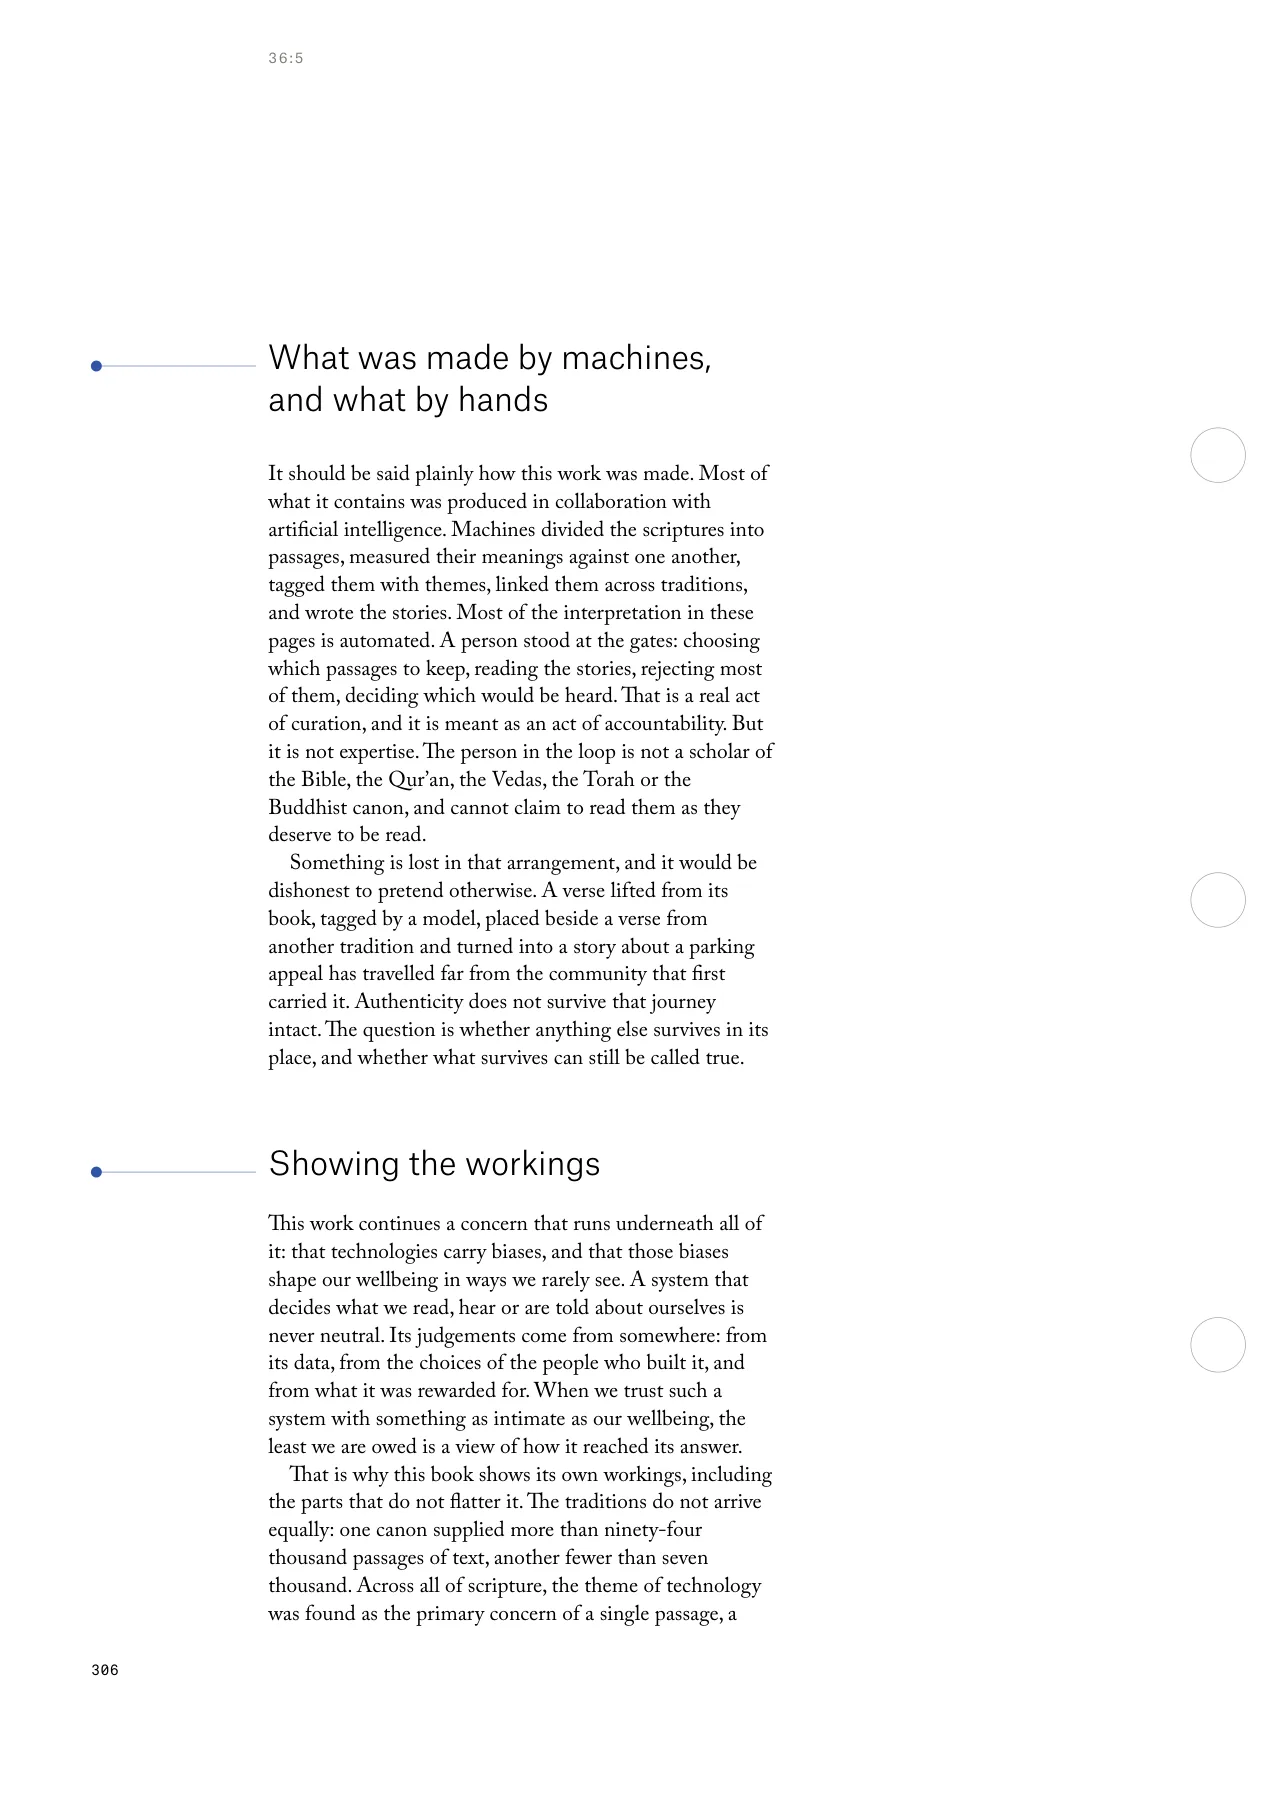 36:5
What was made by machines,
and what by hands
It should be said plainly how this work was made. Most of
what it contains was produced in collaboration with
artificial intelligence. Machines divided the scriptures into
passages, measured their meanings against one another,
tagged them with themes, linked them across traditions,
and wrote the stories. Most of the interpretation in these
pages is automated. A person stood at the gates: choosing
which passages to keep, reading the stories, rejecting most
of them, deciding which would be heard. That is a real act
of curation, and it is meant as an act of accountability. But
it is not expertise. The person in the loop is not a scholar of
the Bible, the Qur’an, the Vedas, the Torah or the
Buddhist canon, and cannot claim to read them as they
deserve to be read.
Something is lost in that arrangement, and it would be
dishonest to pretend otherwise. A verse lifted from its
book, tagged by a model, placed beside a verse from
another tradition and turned into a story about a parking
appeal has travelled far from the community that first
carried it. Authenticity does not survive that journey
intact. The question is whether anything else survives in its
place, and whether what survives can still be called true.
Showing the workings
This work continues a concern that runs underneath all of
it: that technologies carry biases, and that those biases
shape our wellbeing in ways we rarely see. A system that
decides what we read, hear or are told about ourselves is
never neutral. Its judgements come from somewhere: from
its data, from the choices of the people who built it, and
from what it was rewarded for. When we trust such a
system with something as intimate as our wellbeing, the
least we are owed is a view of how it reached its answer.
That is why this book shows its own workings, including
the parts that do not flatter it. The traditions do not arrive
equally: one canon supplied more than ninety-four
thousand passages of text, another fewer than seven
thousand. Across all of scripture, the theme of technology
was found as the primary concern of a single passage, a
306